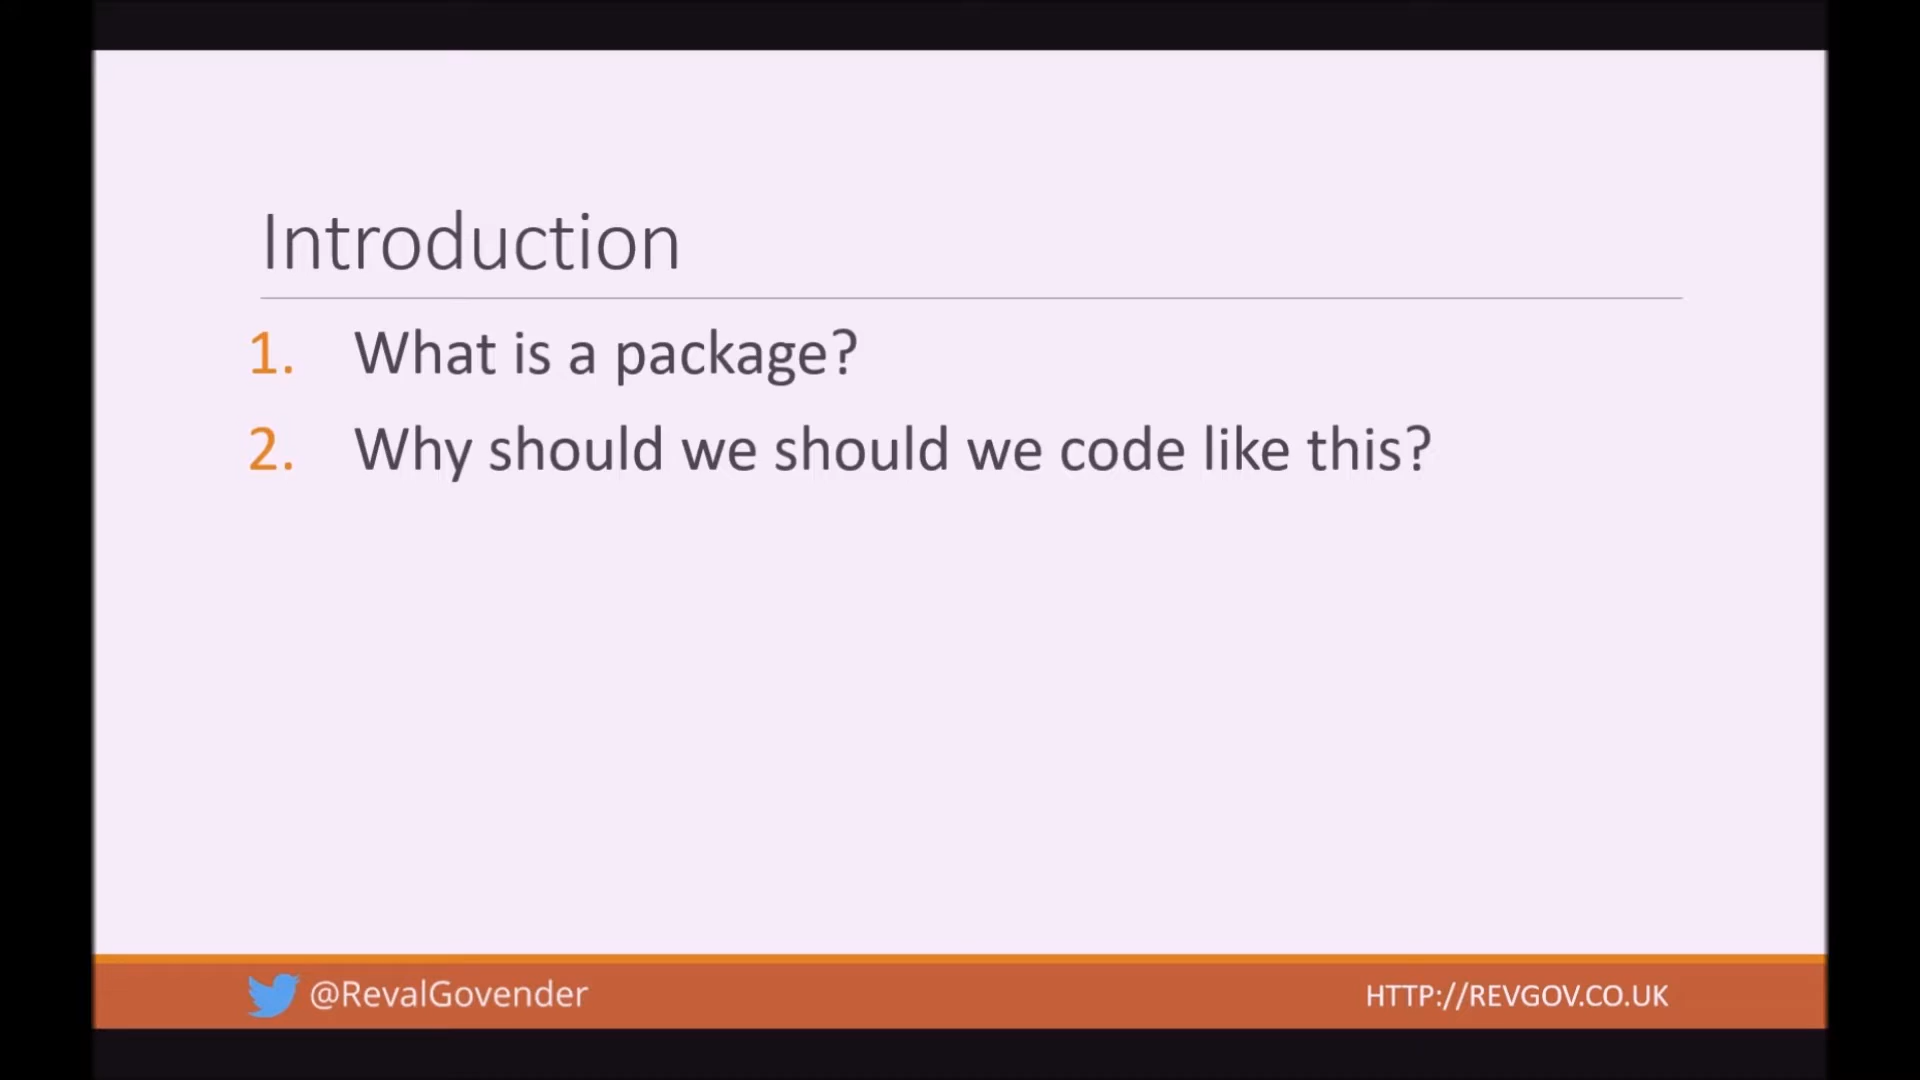 Introduction
1. What is a package?
2. Why should we should we code like this?
@RevalGovender
HTTP://REVGOV.CO.UK